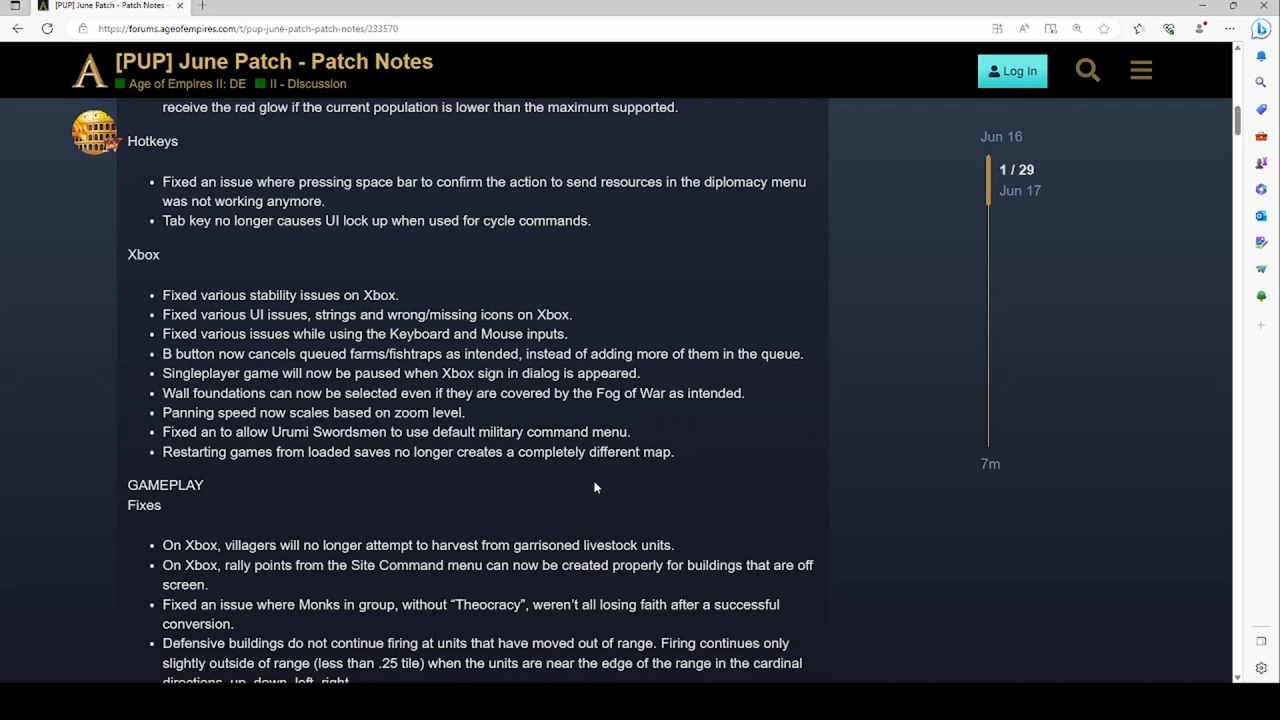 [PUP] June Patch - Patch Notes - A
https://forums.ageofempires.com/t/pup-june-patch-patch-notes/233570
[PUP] June Patch - Patch Notes
Age of Empires II: DE II - Discussion
Log In
receive the red glow if the current population is lower than the maximum supported.
Hotkeys
Fixed an issue where pressing space bar to confirm the action to send resources in the diplomacy menu
was not working anymore.
Tab key no longer causes UI lock up when used for cycle commands.
Xbox
Fixed various stability issues on Xbox.
Fixed various UI issues, strings and wrong/missing icons on Xbox.
Fixed various issues while using the Keyboard and Mouse inputs.
B button now cancels queued farms/fishtraps as intended, instead of adding more of them in the queue.
Singleplayer game will now be paused when Xbox sign in dialog is appeared.
Wall foundations can now be selected even if they are covered by the Fog of War as intended.
Panning speed now scales based on zoom level.
Fixed an to allow Urumi Swordsmen to use default military command menu.
Restarting games from loaded saves no longer creates a completely different map.
GAMEPLAY
Fixes
On Xbox, villagers will no longer attempt to harvest from garrisoned livestock units.
On Xbox, rally points from the Site Command menu can now be created properly for buildings that are off
screen.
Fixed an issue where Monks in group, without “Theocracy”, weren’t all losing faith after a successful
conversion.
Defensive buildings do not continue firing at units that have moved out of range. Firing continues only
slightly outside of range (less than .25 tile) when the units are near the edge of the range in the cardinal
directions, up, down, left, right
Jun 16
1 / 29
Jun 17
7m